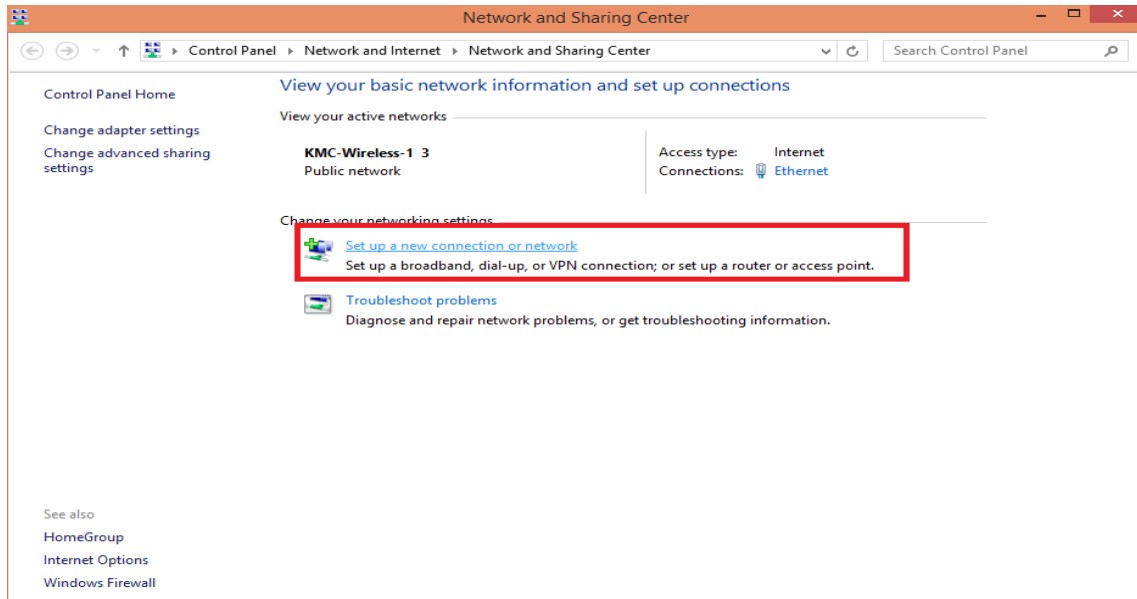 Network and Sharing Center
Control Panel Network and Internet Network and Sharing Center
Search Control Panel
Control Panel Home
Change adapter settings
Change advanced sharing
settings
View your basic network information and set up connections
View your active networks
KMC-Wireless-1 3
Public network
Access type: Internet
Connections: Ethernet
Change your networking settings
Set up a new connection or network
Set up a broadband, dial-up, or VPN connection; or set up a router or access point.
Troubleshoot problems
Diagnose and repair network problems, or get troubleshooting information.
See also
HomeGroup
Internet Options
Windows Firewall